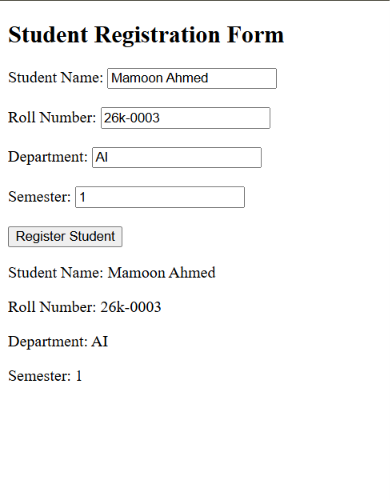 Student Registration Form
Student Name: Mamoon Ahmed
Roll Number: 26k-0003
Department: AI
Semester: 1
Register Student
Student Name: Mamoon Ahmed
Roll Number: 26k-0003
Department: AI
Semester: 1